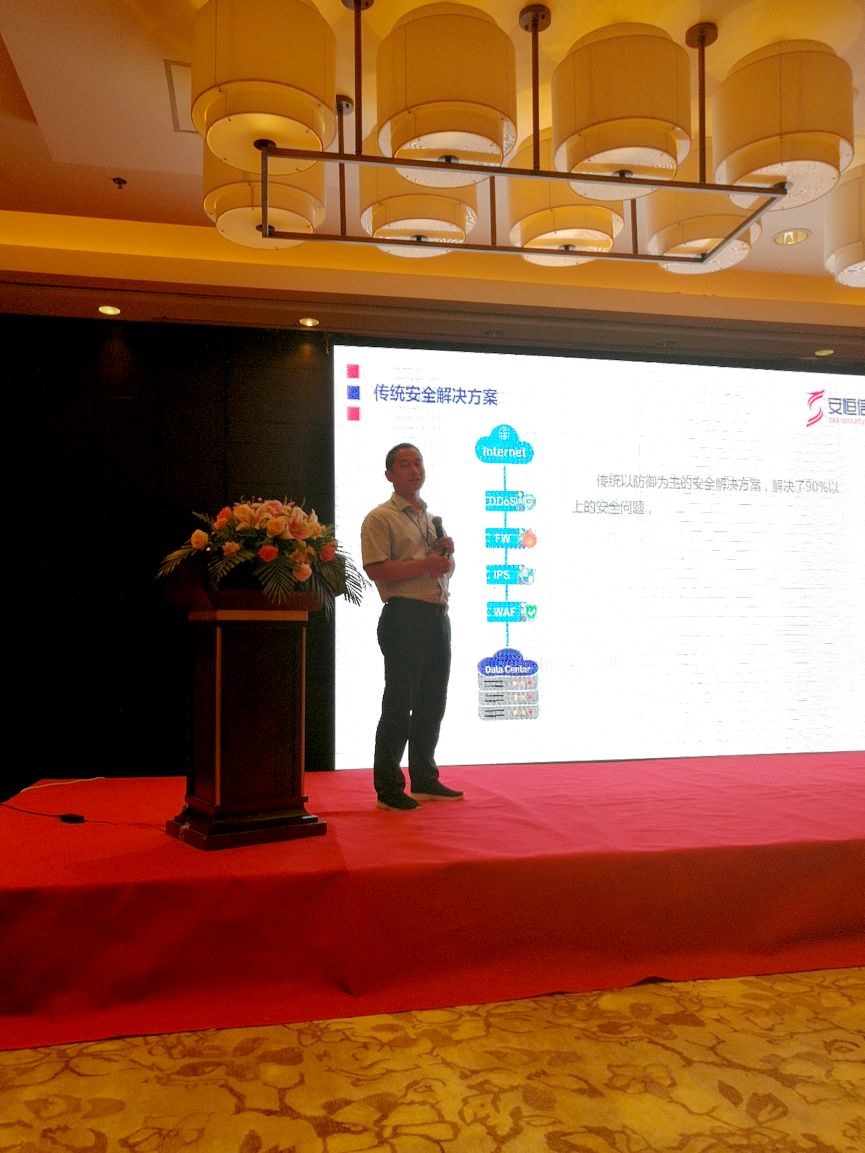 传统安全解决方案
安恒信
Internet
DDoS
FW
IPS
WAF
Data Center
传统以防御为主的安全解决方案，解决了90%以
上的安全问题，